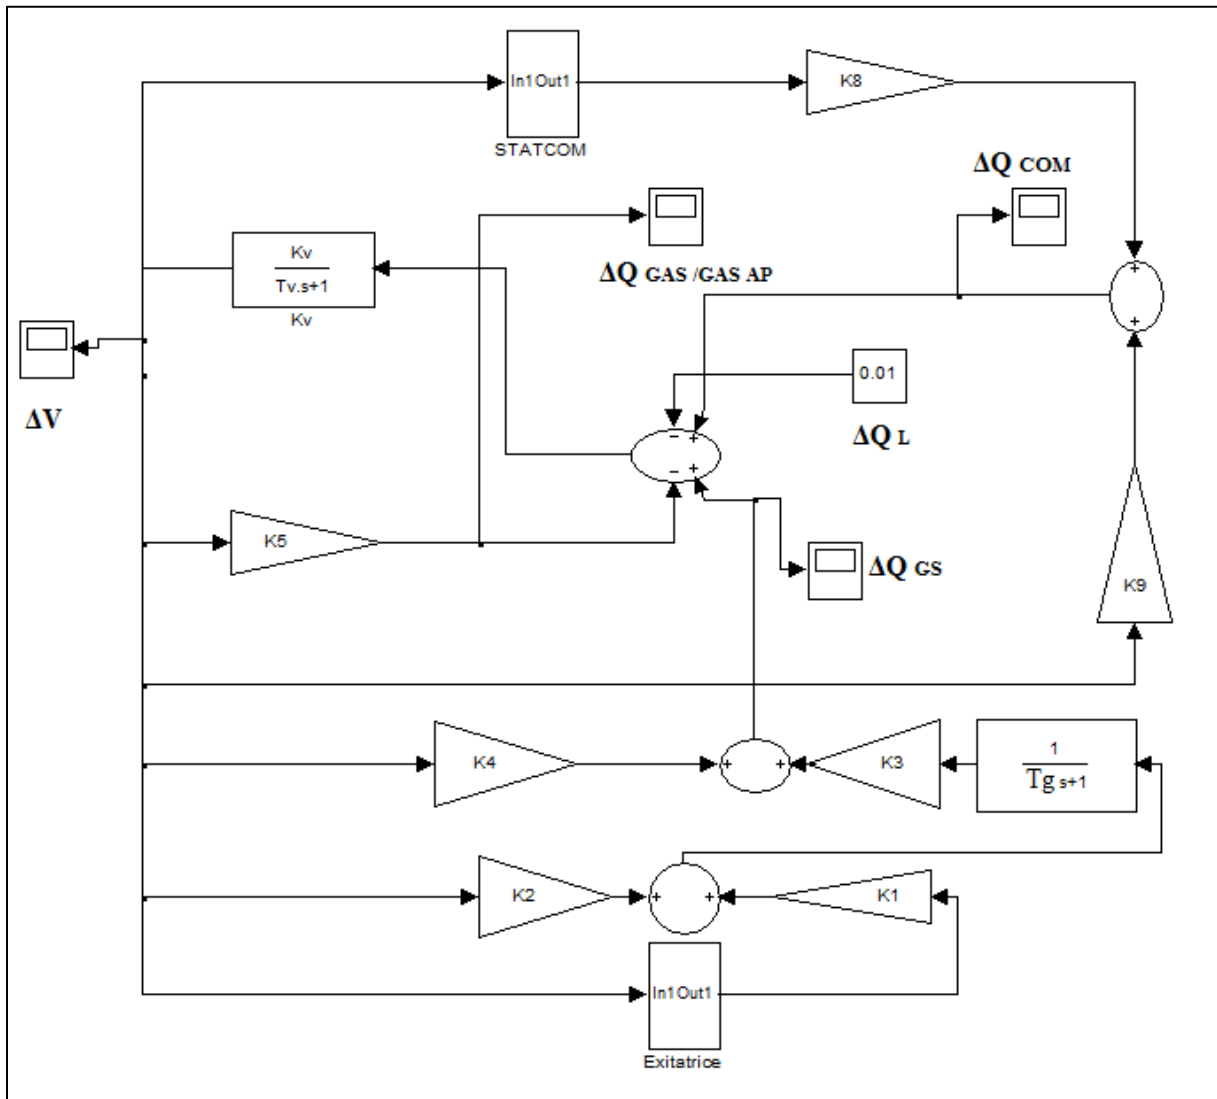 In1Out1
STATCOM
K8
ΔQ COM
Kv
Tv.s+1
Kv
ΔQ GAS /GAS AP
+
+
ΔV
0.01
ΔQ L
− +
− +
K5
ΔQ GS
K9
K4
+ +
K3
1
Tg s+1
K2
+ +
K1
In1Out1
Exitatrice